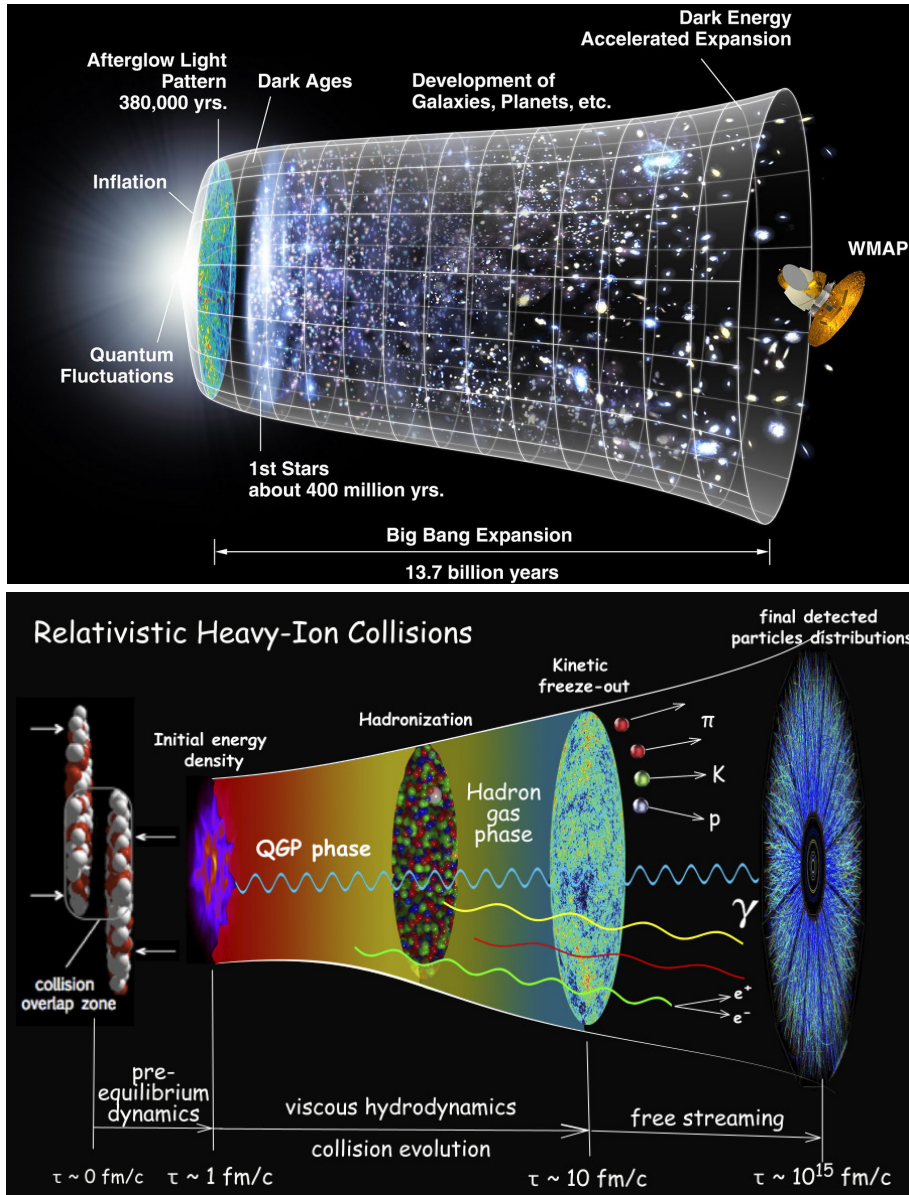 Dark Energy
Accelerated Expansion
Afterglow Light
Pattern
380,000 yrs.
Dark Ages
Development of
Galaxies, Planets, etc.
Inflation
WMAP
Quantum
Fluctuations
1st Stars
about 400 million yrs.
Big Bang Expansion
13.7 billion years
Relativistic Heavy-Ion Collisions
final detected
particles distributions
Kinetic
freeze-out
Hadronization
Initial energy
density
π
K
p
Hadron
gas
phase
QGP phase
γ
collision
overlap zone
e⁺
e⁻
pre-
equilibrium
dynamics
viscous hydrodynamics
collision evolution
free streaming
τ ~ 0 fm/c
τ ~ 1 fm/c
τ ~ 10 fm/c
τ ~ 10¹⁵ fm/c